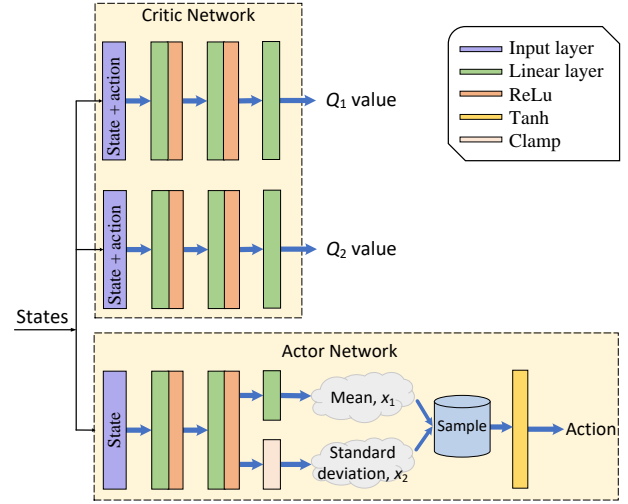 Critic Network
State + action
Q1 value
State + action
Q2 value
Input layer
Linear layer
ReLu
Tanh
Clamp
States
Actor Network
State
Mean, x1
Standard
deviation, x2
Sample
Action